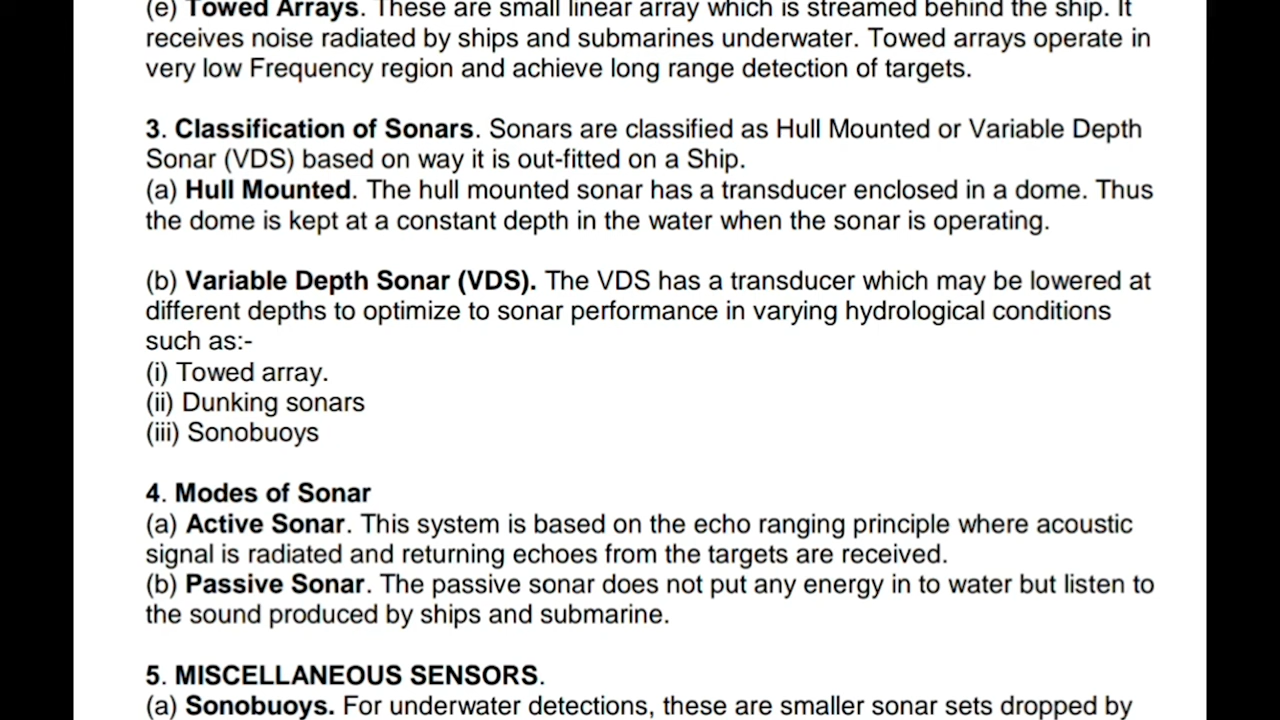 (e) Towed Arrays. These are small linear array which is streamed behind the ship. It
receives noise radiated by ships and submarines underwater. Towed arrays operate in
very low Frequency region and achieve long range detection of targets.
3. Classification of Sonars. Sonars are classified as Hull Mounted or Variable Depth
Sonar (VDS) based on way it is out-fitted on a Ship.
(a) Hull Mounted. The hull mounted sonar has a transducer enclosed in a dome. Thus
the dome is kept at a constant depth in the water when the sonar is operating.
(b) Variable Depth Sonar (VDS). The VDS has a transducer which may be lowered at
different depths to optimize to sonar performance in varying hydrological conditions
such as:-
(i) Towed array.
(ii) Dunking sonars
(iii) Sonobuoys
4. Modes of Sonar
(a) Active Sonar. This system is based on the echo ranging principle where acoustic
signal is radiated and returning echoes from the targets are received.
(b) Passive Sonar. The passive sonar does not put any energy in to water but listen to
the sound produced by ships and submarine.
5. MISCELLANEOUS SENSORS.
(a) Sonobuoys. For underwater detections, these are smaller sonar sets dropped by